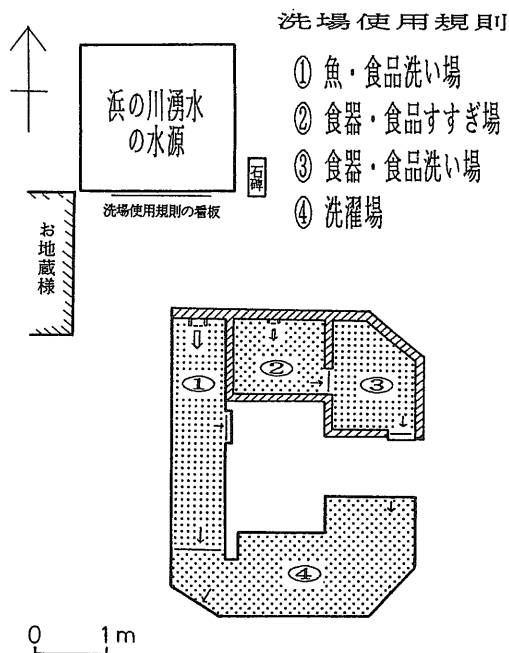 洗場使用規則
① 魚・食品洗い場
② 食器・食品すすぎ場
③ 食器・食品洗い場
④ 洗濯場
浜の川湧水
の水源
石碑
洗場使用規則の看板
お地蔵様
①
②
③
④
0 1m